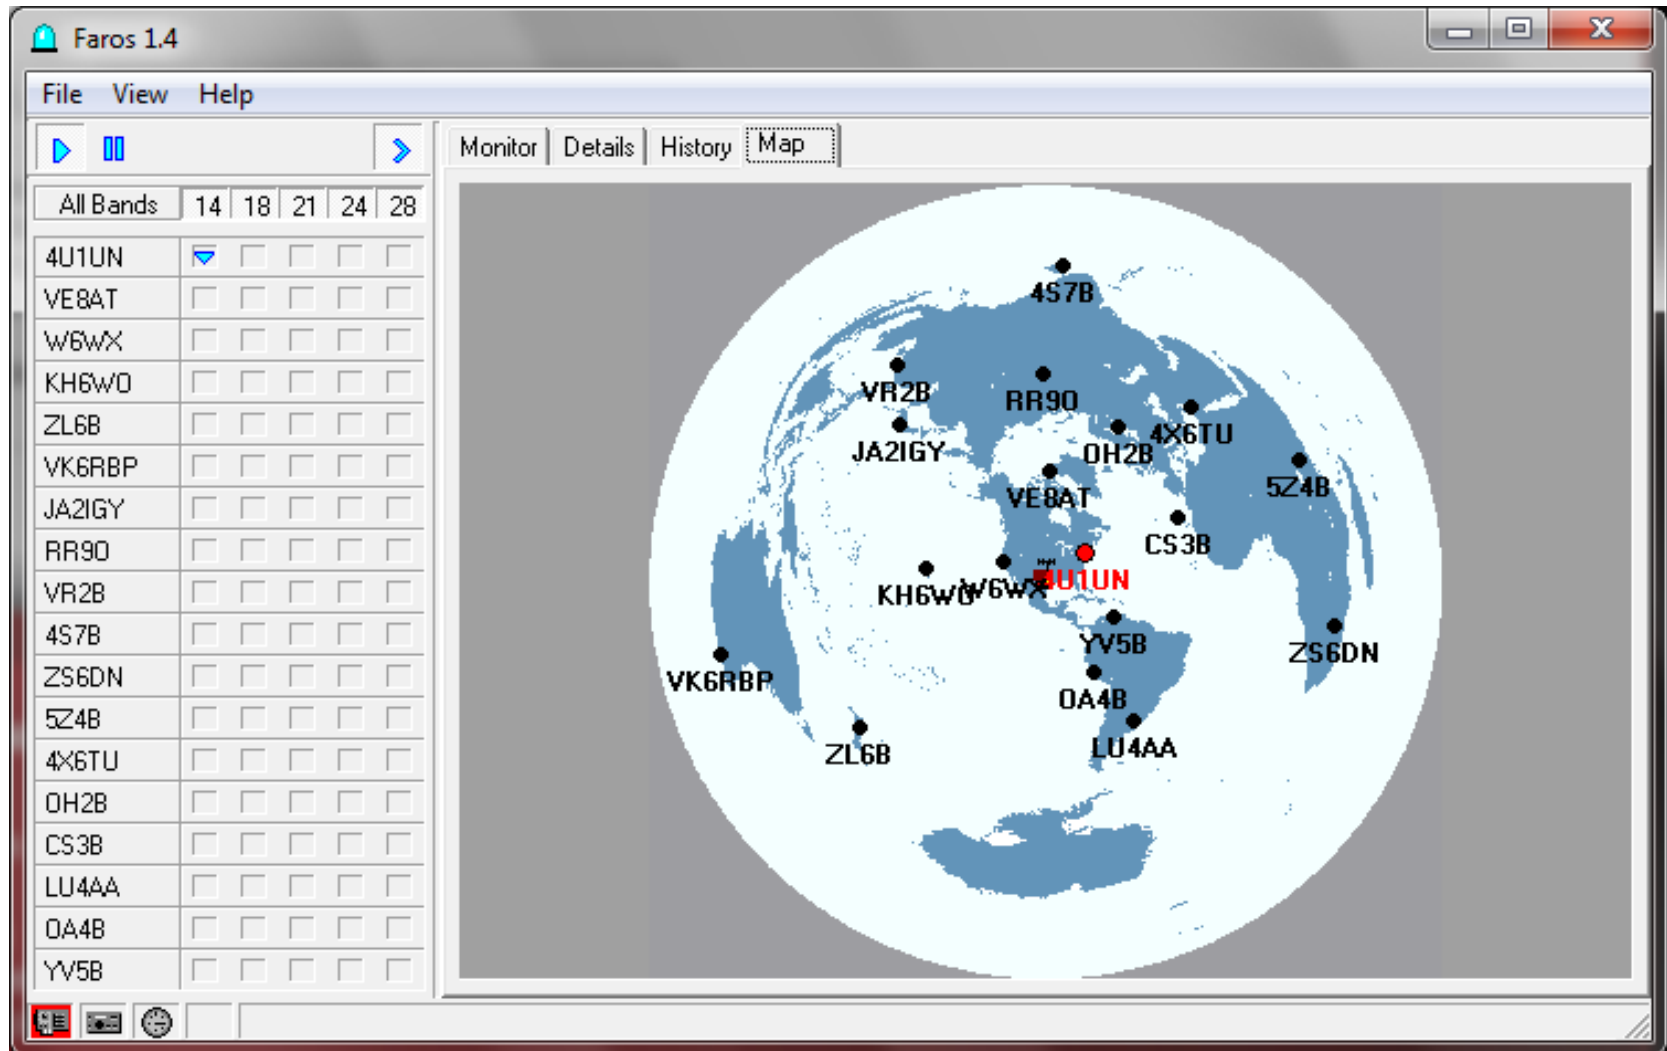 Faros 1.4
File View Help
Monitor Details History Map
All Bands 14 18 21 24 28
4U1UN
VE8AT
W6WX
KH6WO
ZL6B
VK6RBP
JA2IGY
RR9O
VR2B
4S7B
ZS6DN
5Z4B
4X6TU
OH2B
CS3B
LU4AA
OA4B
YV5B
4S7B
VR2B
RR9O
JA2IGY
OH2B
4X6TU
VE8AT
5Z4B
CS3B
KH6WO
W6WX
4U1UN
YV5B
ZS6DN
VK6RBP
OA4B
ZL6B
LU4AA